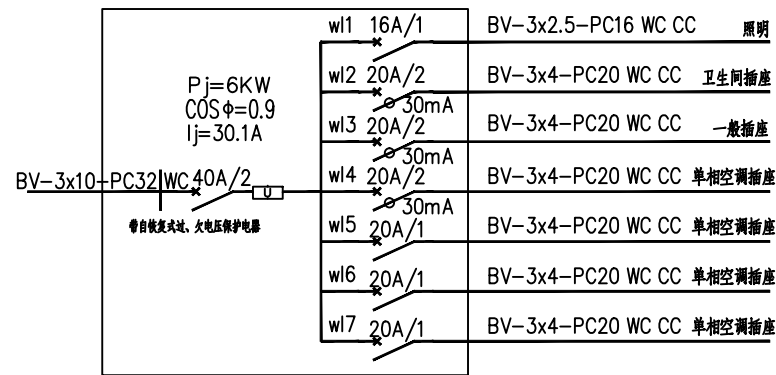 wl1 16A/1 BV-3x2.5-PC16 WC CC 照明
wl2 20A/2 BV-3x4-PC20 WC CC 卫生间插座
30mA
Pj=6KW
COSΦ=0.9
Ij=30.1A
wl3 20A/2 BV-3x4-PC20 WC CC 一般插座
30mA
BV-3x10-PC32 WC 40A/2 U
wl4 20A/2 BV-3x4-PC20 WC CC 单相空调插座
30mA
带自恢复式过、欠电压保护电器
wl5 20A/1 BV-3x4-PC20 WC CC 单相空调插座
wl6 20A/1 BV-3x4-PC20 WC CC 单相空调插座
wl7 20A/1 BV-3x4-PC20 WC CC 单相空调插座